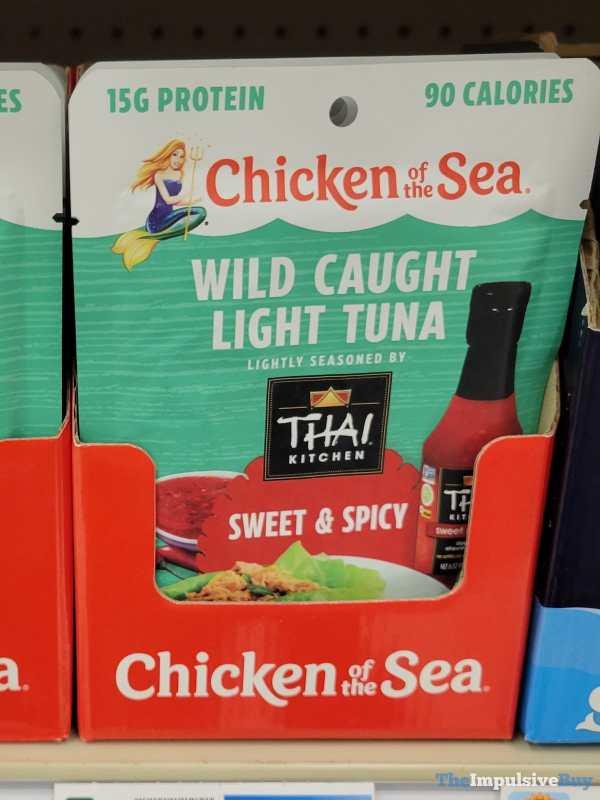 ES
15G PROTEIN
90 CALORIES
Chicken of the Sea.
WILD CAUGHT
LIGHT TUNA
LIGHTLY SEASONED BY
THAI
KITCHEN
SWEET & SPICY
a.
Chicken of the Sea.
TheImpulsiveBuy